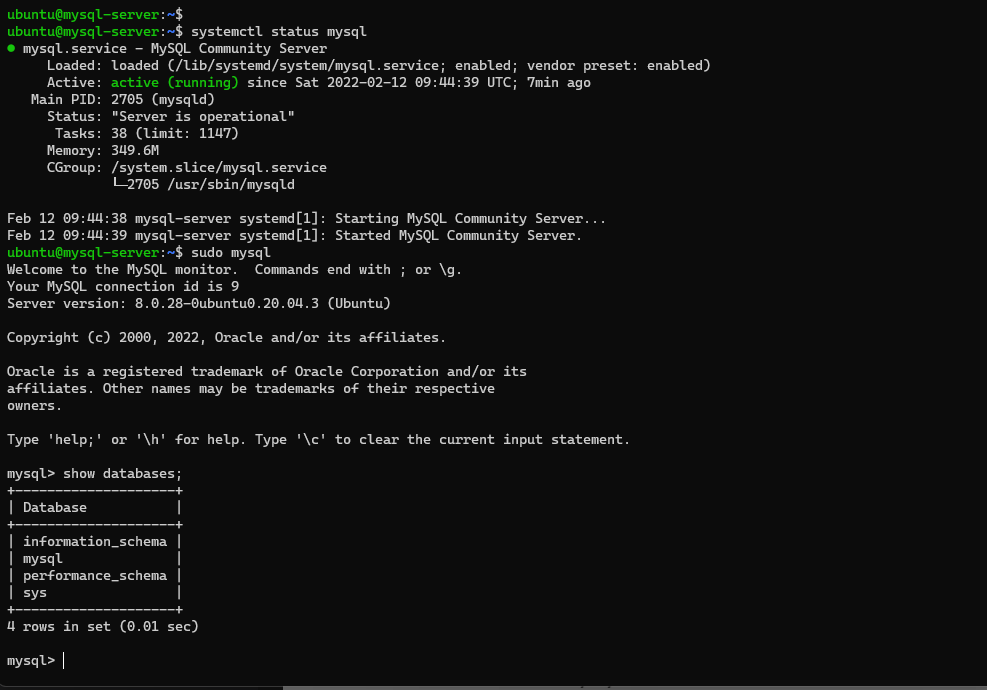 ubuntu@mysql-server:~$
ubuntu@mysql-server:~$ systemctl status mysql
● mysql.service - MySQL Community Server
     Loaded: loaded (/lib/systemd/system/mysql.service; enabled; vendor preset: enabled)
     Active: active (running) since Sat 2022-02-12 09:44:39 UTC; 7min ago
   Main PID: 2705 (mysqld)
     Status: "Server is operational"
      Tasks: 38 (limit: 1147)
     Memory: 349.6M
     CGroup: /system.slice/mysql.service
             └─2705 /usr/sbin/mysqld

Feb 12 09:44:38 mysql-server systemd[1]: Starting MySQL Community Server...
Feb 12 09:44:39 mysql-server systemd[1]: Started MySQL Community Server.
ubuntu@mysql-server:~$ sudo mysql
Welcome to the MySQL monitor.  Commands end with ; or \g.
Your MySQL connection id is 9
Server version: 8.0.28-0ubuntu0.20.04.3 (Ubuntu)

Copyright (c) 2000, 2022, Oracle and/or its affiliates.

Oracle is a registered trademark of Oracle Corporation and/or its
affiliates. Other names may be trademarks of their respective
owners.

Type 'help;' or '\h' for help. Type '\c' to clear the current input statement.

mysql> show databases;
+--------------------+
| Database           |
+--------------------+
| information_schema |
| mysql              |
| performance_schema |
| sys                |
+--------------------+
4 rows in set (0.01 sec)

mysql>